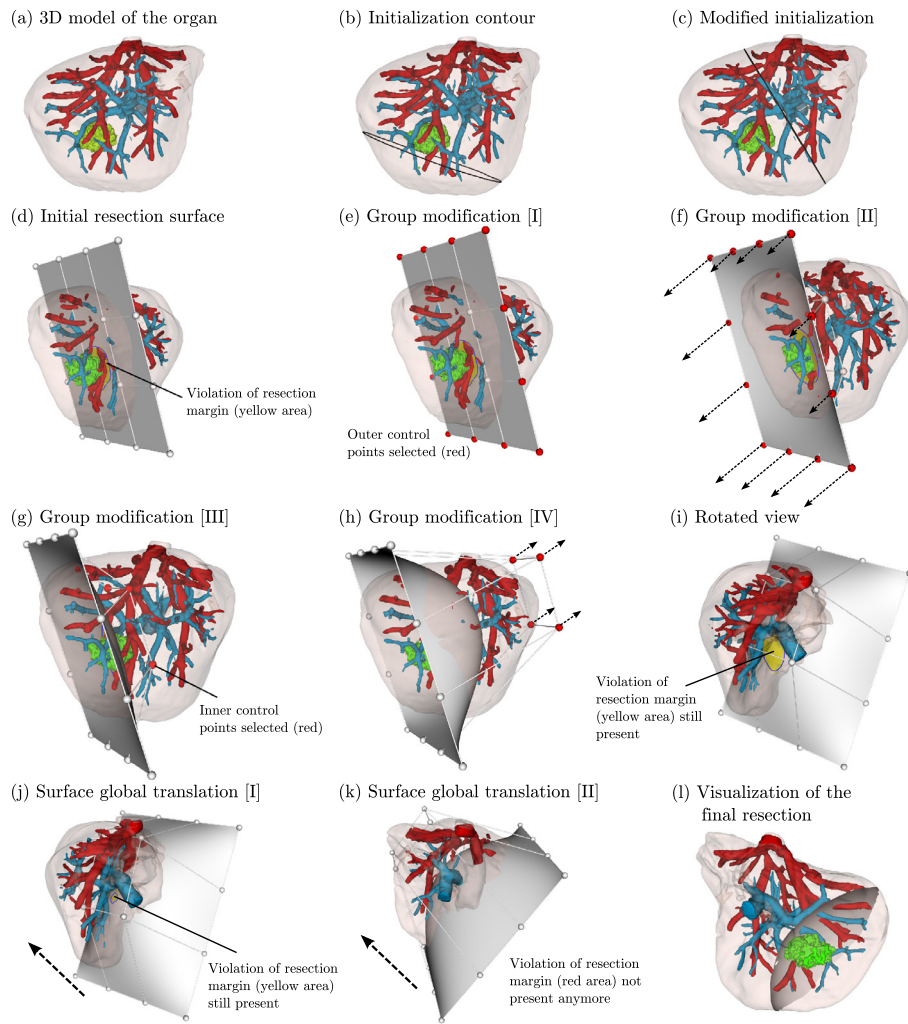 (a) 3D model of the organ
(b) Initialization contour
(c) Modified initialization
(d) Initial resection surface
(e) Group modification [I]
(f) Group modification [II]
Violation of resection
margin (yellow area)
Outer control
points selected (red)
(g) Group modification [III]
(h) Group modification [IV]
(i) Rotated view
Inner control
points selected (red)
Violation of
resection margin
(yellow area) still
present
(j) Surface global translation [I]
(k) Surface global translation [II]
(l) Visualization of the
final resection
Violation of resection
margin (yellow area)
still present
Violation of resection
margin (red area) not
present anymore